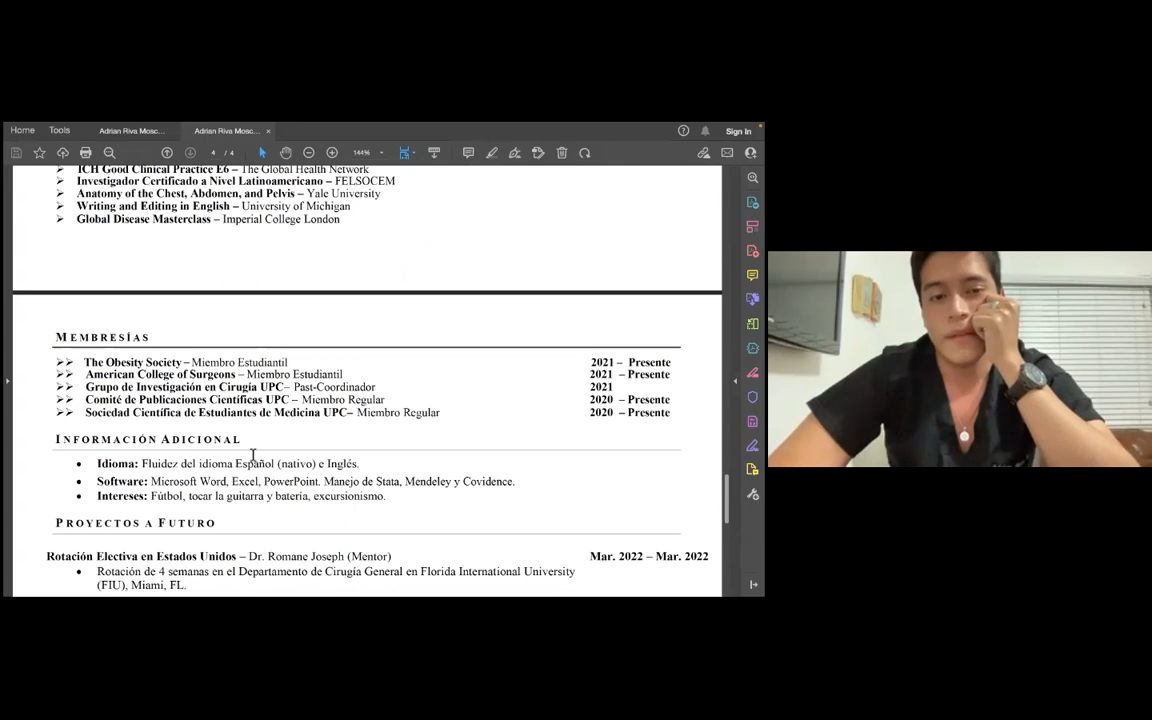 Home Tools Adrian Riva Mosc... Adrian Riva Mosc... × Sign In
4 / 4 144%
ICH Good Clinical Practice E6 – The Global Health Network
Investigador Certificado a Nivel Latinoamericano – FELSOCEM
Anatomy of the Chest, Abdomen, and Pelvis – Yale University
Writing and Editing in English – University of Michigan
Global Disease Masterclass – Imperial College London
MEMBRESÍAS
The Obesity Society – Miembro Estudiantil 2021 – Presente
American College of Surgeons – Miembro Estudiantil 2021 – Presente
Grupo de Investigación en Cirugía UPC– Past-Coordinador 2021
Comité de Publicaciones Científicas UPC – Miembro Regular 2020 – Presente
Sociedad Científica de Estudiantes de Medicina UPC– Miembro Regular 2020 – Presente
INFORMACIÓN ADICIONAL
• Idioma: Fluidez del idioma Español (nativo) e Inglés.
• Software: Microsoft Word, Excel, PowerPoint. Manejo de Stata, Mendeley y Covidence.
• Intereses: Fútbol, tocar la guitarra y batería, excursionismo.
PROYECTOS A FUTURO
Rotación Electiva en Estados Unidos – Dr. Romane Joseph (Mentor) Mar. 2022 – Mar. 2022
• Rotación de 4 semanas en el Departamento de Cirugía General en Florida International University
(FIU), Miami, FL.